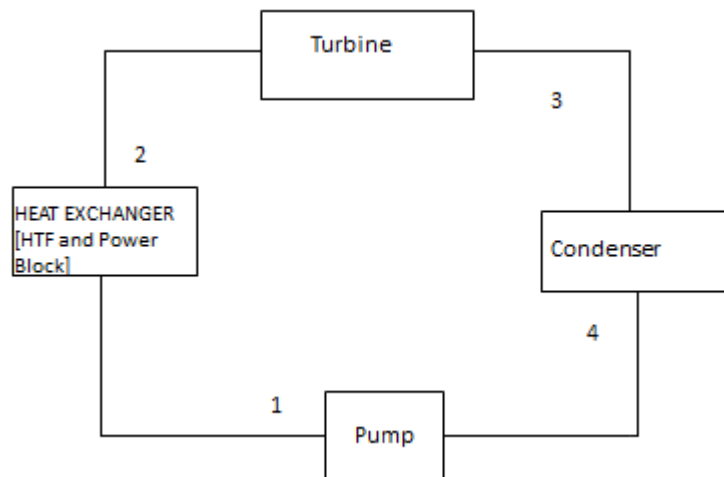 Turbine
3
2
HEAT EXCHANGER
[HTF and Power
Block]
Condenser
4
1
Pump